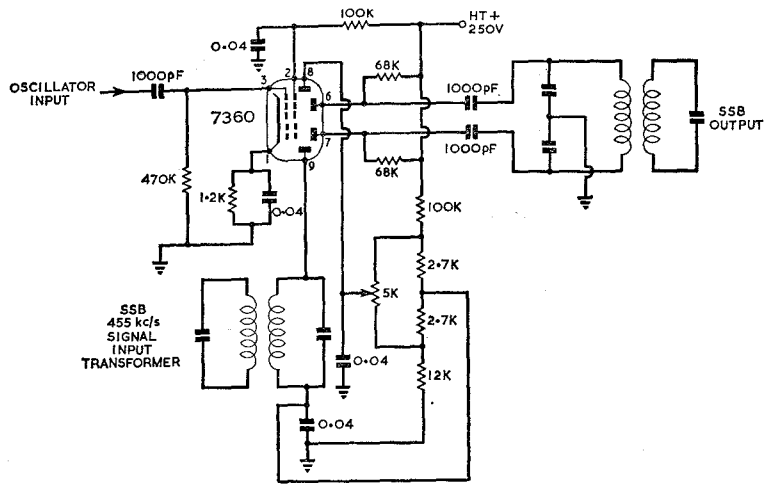 100K
HT+
250V
0·04
1000pF
OSCILLATOR
INPUT
3
2
8
68K
1000pF
6
7360
7
SSB
OUTPUT
1000pF
1
68K
9
470K
1·2K
0·04
100K
2·7K
SSB
455 kc/s
SIGNAL
INPUT
TRANSFORMER
5K
2·7K
0·04
12K
0·04